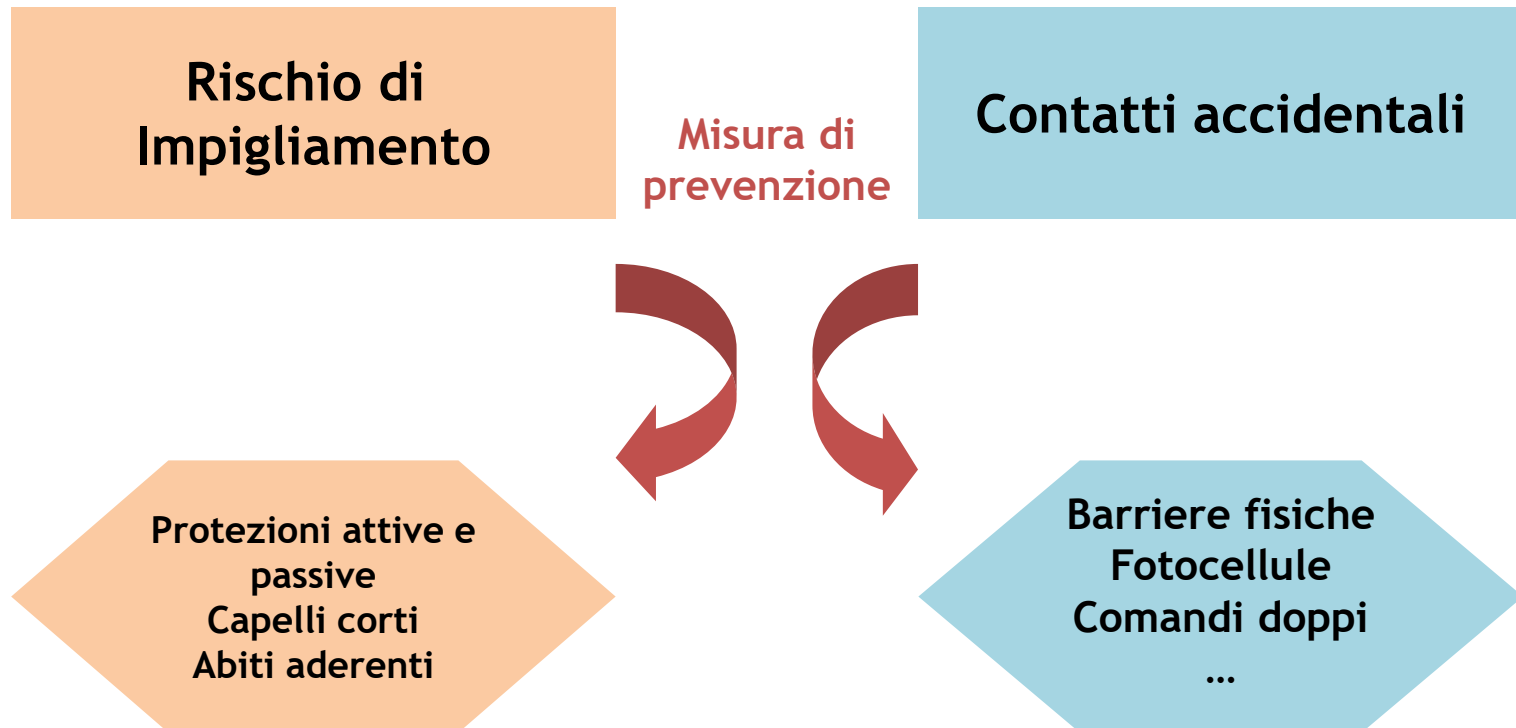 Rischio di
Impigliamento
Misura di
prevenzione
Contatti accidentali
Protezioni attive e
passive
Capelli corti
Abiti aderenti
Barriere fisiche
Fotocellule
Comandi doppi
…